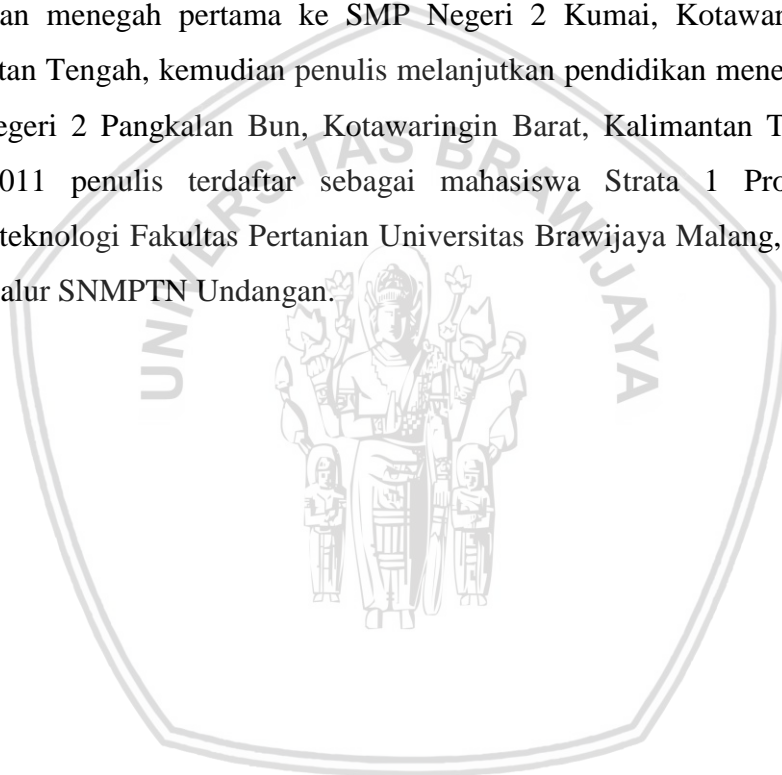 an menegah pertama ke SMP Negeri 2 Kumai, Kotawar
tan Tengah, kemudian penulis melanjutkan pendidikan mene
egeri 2 Pangkalan Bun, Kotawaringin Barat, Kalimantan T
011 penulis terdaftar sebagai mahasiswa Strata 1 Pro
teknologi Fakultas Pertanian Universitas Brawijaya Malang,
alur SNMPTN Undangan.
UNIVERSITAS BRAWIJAYA